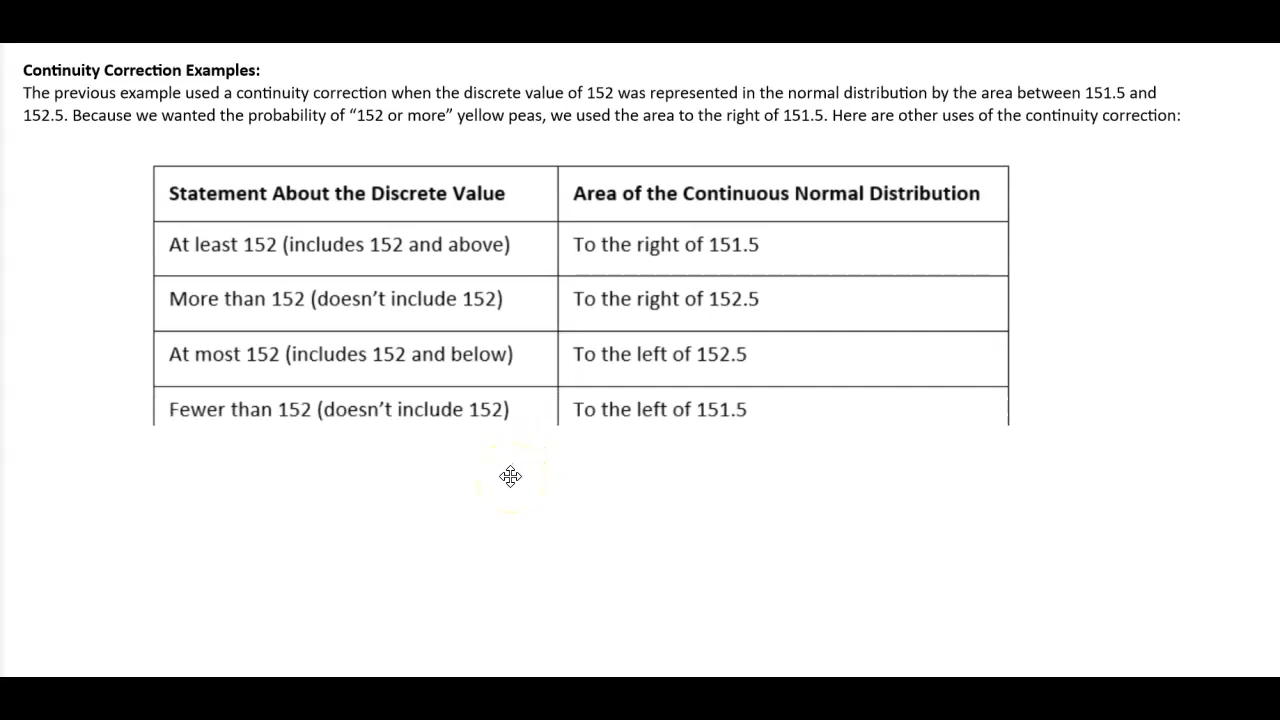 Continuity Correction Examples:
The previous example used a continuity correction when the discrete value of 152 was represented in the normal distribution by the area between 151.5 and
152.5. Because we wanted the probability of “152 or more” yellow peas, we used the area to the right of 151.5. Here are other uses of the continuity correction:
Statement About the Discrete Value Area of the Continuous Normal Distribution
At least 152 (includes 152 and above) To the right of 151.5
More than 152 (doesn’t include 152) To the right of 152.5
At most 152 (includes 152 and below) To the left of 152.5
Fewer than 152 (doesn’t include 152) To the left of 151.5